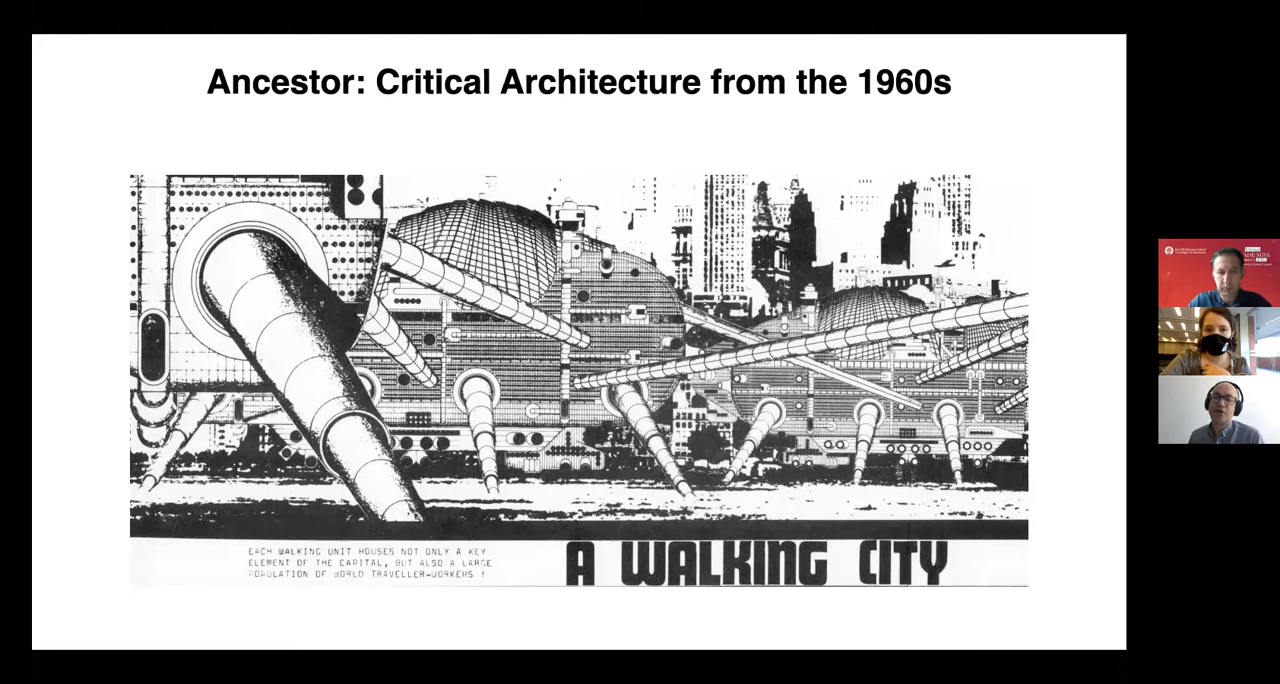 Ancestor: Critical Architecture from the 1960s
EACH WALKING UNIT HOUSES NOT ONLY A KEY
ELEMENT OF THE CAPITAL, BUT ALSO A LARGE
POPULATION OF WORLD TRAVELLER-WORKERS !
A WALKING CITY